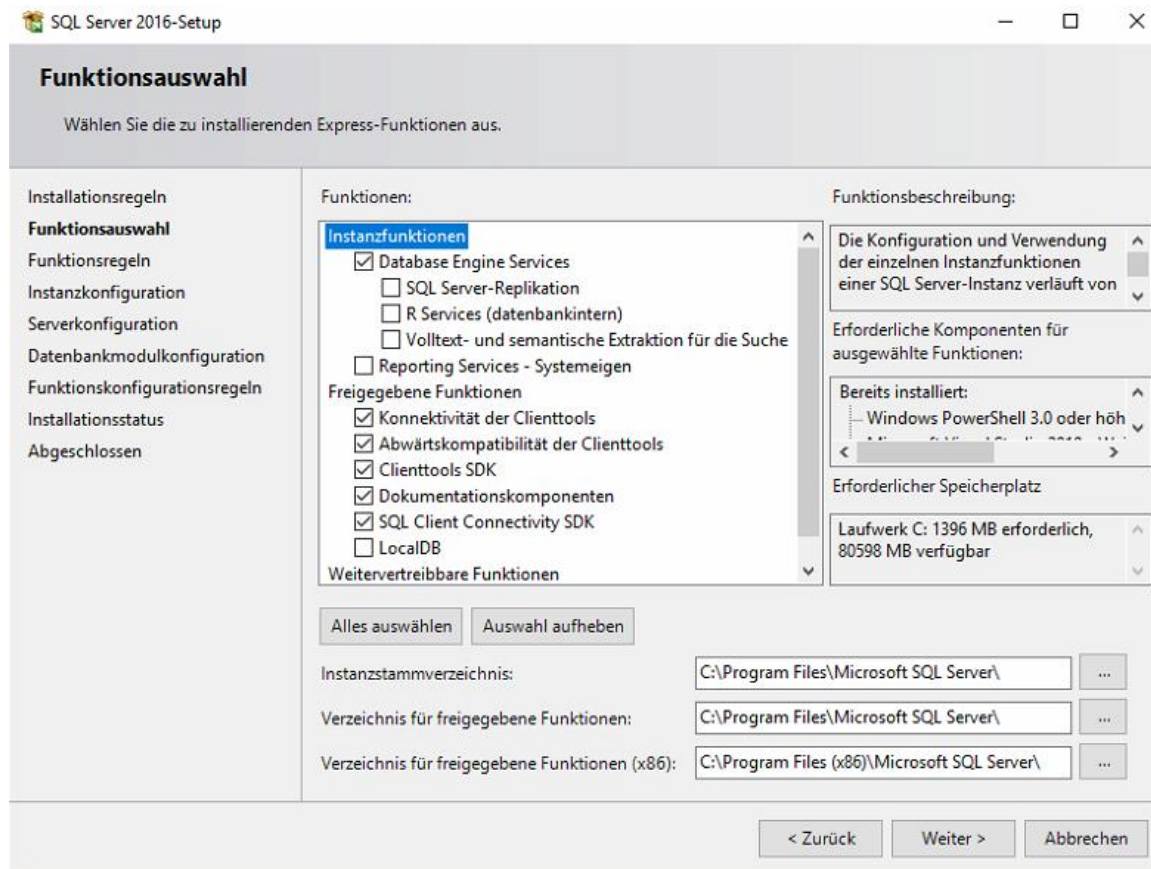 SQL Server 2016-Setup
Funktionsauswahl
Wählen Sie die zu installierenden Express-Funktionen aus.
Installationsregeln
Funktionsauswahl
Funktionsregeln
Instanzkonfiguration
Serverkonfiguration
Datenbankmodulkonfiguration
Funktionskonfigurationsregeln
Installationsstatus
Abgeschlossen
Funktionen:
Instanzfunktionen
Database Engine Services
SQL Server-Replikation
R Services (datenbankintern)
Volltext- und semantische Extraktion für die Suche
Reporting Services - Systemeigen
Freigegebene Funktionen
Konnektivität der Clienttools
Abwärtskompatibilität der Clienttools
Clienttools SDK
Dokumentationskomponenten
SQL Client Connectivity SDK
LocalDB
Weitervertreibbare Funktionen
Funktionsbeschreibung:
Die Konfiguration und Verwendung
der einzelnen Instanzfunktionen
einer SQL Server-Instanz verläuft von
Erforderliche Komponenten für
ausgewählte Funktionen:
Bereits installiert:
Windows PowerShell 3.0 oder höh
Erforderlicher Speicherplatz
Laufwerk C: 1396 MB erforderlich,
80598 MB verfügbar
Alles auswählen
Auswahl aufheben
Instanzstammverzeichnis:
C:\Program Files\Microsoft SQL Server\
...
Verzeichnis für freigegebene Funktionen:
C:\Program Files\Microsoft SQL Server\
...
Verzeichnis für freigegebene Funktionen (x86):
C:\Program Files (x86)\Microsoft SQL Server\
...
< Zurück
Weiter >
Abbrechen